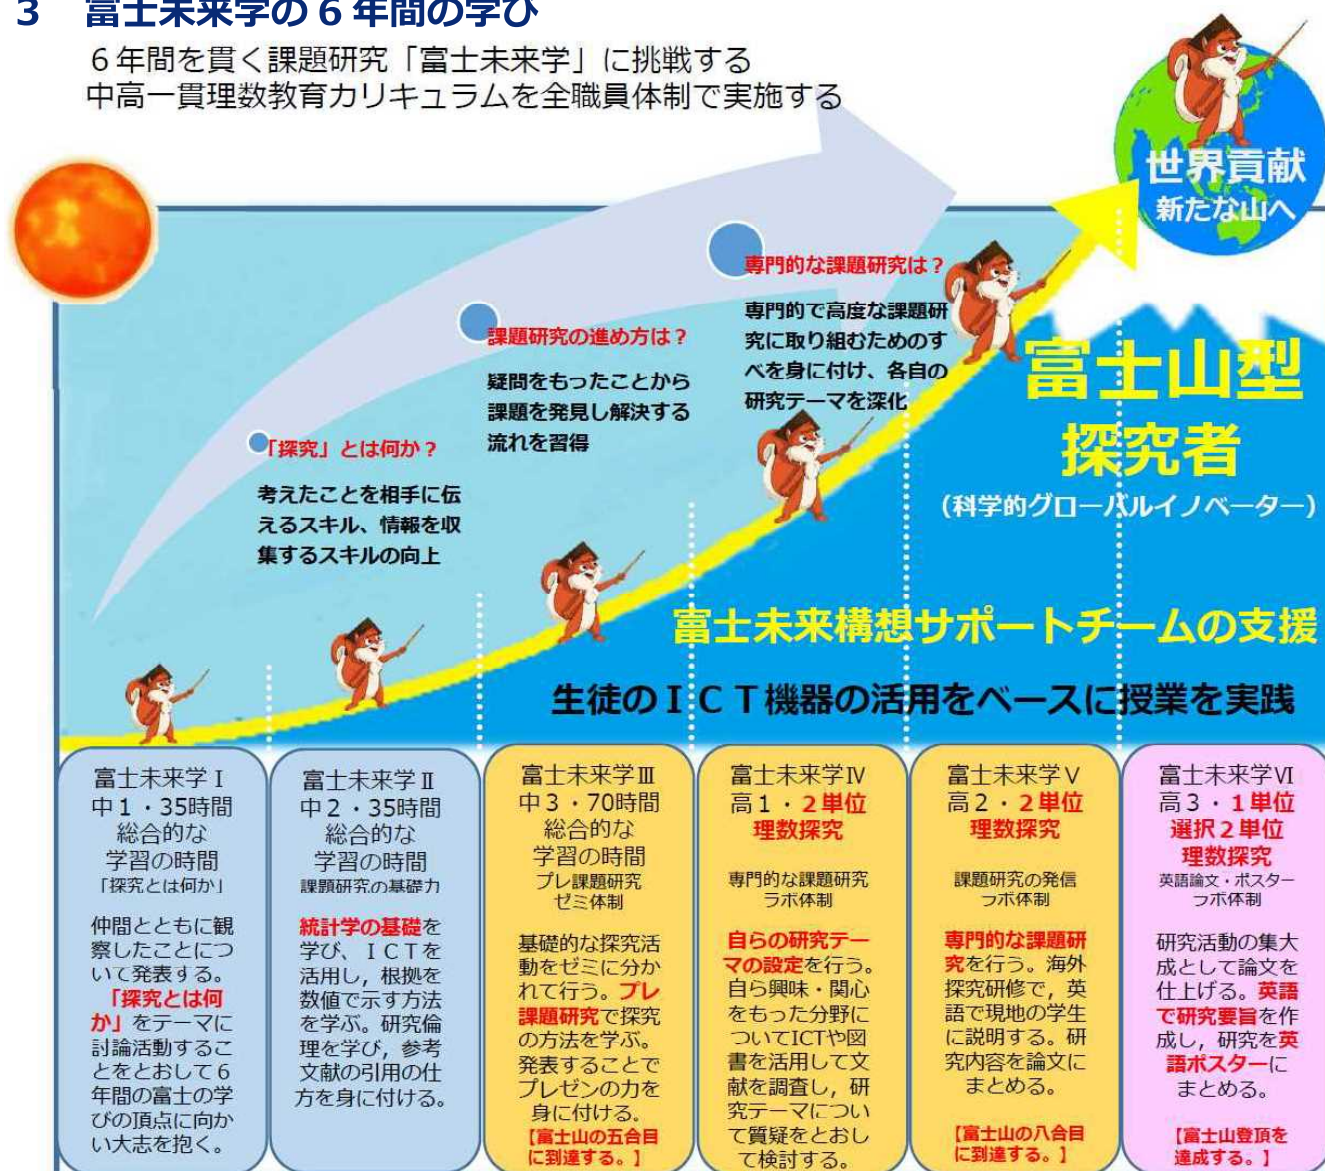 3　富士未来学の６年間の学び
６年間を貫く課題研究「富士未来学」に挑戦する
中高一貫理数教育カリキュラムを全職員体制で実施する
世界貢献
新たな山へ
専門的な課題研究は？
専門的で高度な課題研
究に取り組むためのす
べを身に付け、各自の
研究テーマを深化
課題研究の進め方は？
疑問をもったことから
課題を発見し解決する
流れを習得
「探究」とは何か？
考えたことを相手に伝
えるスキル、情報を収
集するスキルの向上
富士山型
探究者
（科学的グローバルイノベーター）
富士未来構想サポートチームの支援
生徒のＩＣＴ機器の活用をベースに授業を実践
富士未来学Ⅰ
中１・35時間
総合的な
学習の時間
「探究とは何か」
仲間とともに観
察したことにつ
いて発表する。
「探究とは何
か」をテーマに
討論活動するこ
とをとおして６
年間の富士の学
びの頂点に向か
い大志を抱く。
富士未来学Ⅱ
中２・35時間
総合的な
学習の時間
課題研究の基礎力
統計学の基礎を
学び、ＩＣＴを
活用し，根拠を
数値で示す方法
を学ぶ。研究倫
理を学び，参考
文献の引用の仕
方を身に付ける。
富士未来学Ⅲ
中３・70時間
総合的な
学習の時間
プレ課題研究
ゼミ体制
基礎的な探究活
動をゼミに分か
れて行う。プレ
課題研究で探究
の方法を学ぶ。
発表することで
プレゼンの力を
身に付ける。
【富士山の五合目
に到達する。】
富士未来学Ⅳ
高１・２単位
理数探究
専門的な課題研究
ラボ体制
自らの研究テー
マの設定を行う。
自ら興味・関心
をもった分野に
ついてICTや図
書を活用して文
献を調査し，研
究テーマについ
て質疑をとおし
て検討する。
富士未来学Ⅴ
高２・２単位
理数探究
課題研究の発信
ラボ体制
専門的な課題研
究を行う。海外
探究研修で，英
語で現地の学生
に説明する。研
究内容を論文に
まとめる。
【富士山の八合目
に到達する。】
富士未来学Ⅵ
高３・１単位
選択２単位
理数探究
英語論文・ポスター
ラボ体制
研究活動の集大
成として論文を
仕上げる。英語
で研究要旨を作
成し，研究を英
語ポスターに
まとめる。
【富士山登頂を
達成する。】